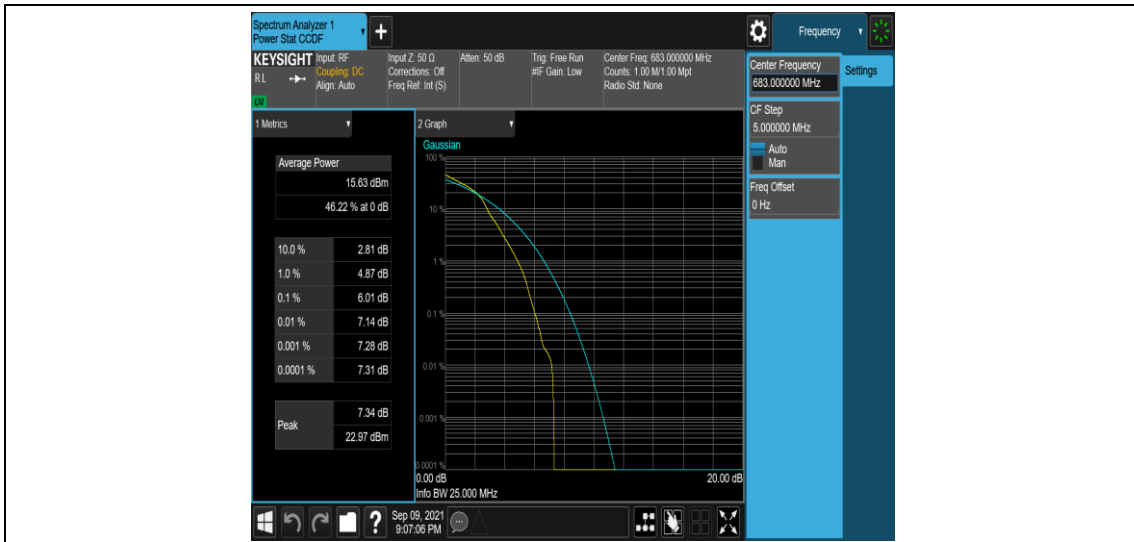 Spectrum Analyzer 1
Power Stat CCDF
Frequency
KEYSIGHT
RL
LXI
Input: RF
Coupling: DC
Align: Auto
Input Z: 50 Ω
Corrections: Off
Freq Ref: Int (S)
Atten: 50 dB
Trig: Free Run
#IF Gain: Low
Center Freq: 683.000000 MHz
Counts: 1.00 M/1.00 Mpt
Radio Std: None
Center Frequency
683.000000 MHz
Settings
CF Step
5.000000 MHz
Auto
Man
Freq Offset
0 Hz
1 Metrics
Average Power
15.63 dBm
46.22 % at 0 dB
10.0 % 2.81 dB
1.0 % 4.87 dB
0.1 % 6.01 dB
0.01 % 7.14 dB
0.001 % 7.28 dB
0.0001 % 7.31 dB
Peak 7.34 dB
22.97 dBm
2 Graph
Gaussian
100 %
10 %
1 %
0.1 %
0.01 %
0.001 %
0.0001 %
0.00 dB 20.00 dB
Info BW 25.000 MHz
?
Sep 09, 2021
9:07:06 PM